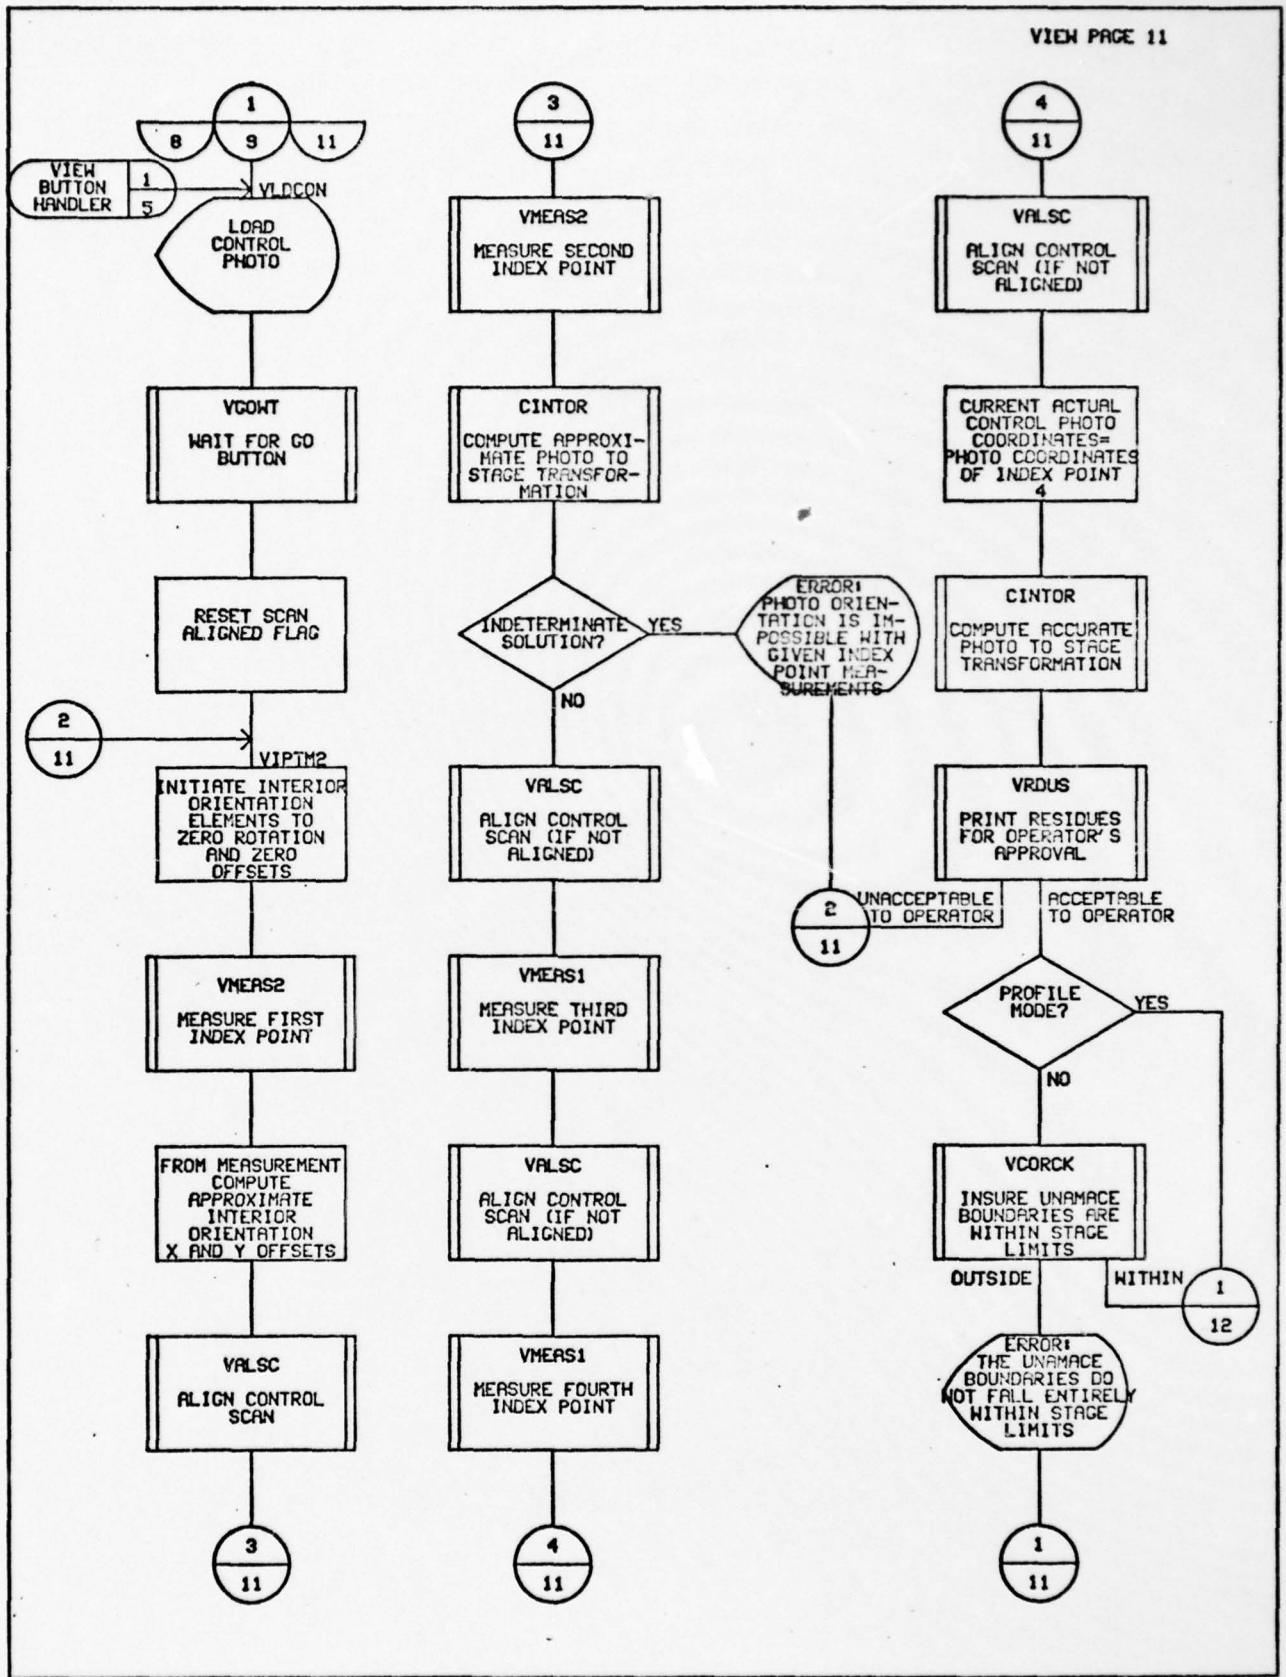 VIEW PAGE 11
1
8
9
11
VIEW
BUTTON
HANDLER
1
5
VLDCON
LOAD
CONTROL
PHOTO
VGOWT
WAIT FOR GO
BUTTON
RESET SCAN
ALIGNED FLAG
2
11
VIPTM2
INITIATE INTERIOR
ORIENTATION
ELEMENTS TO
ZERO ROTATION
AND ZERO
OFFSETS
VMEAS2
MEASURE FIRST
INDEX POINT
FROM MEASUREMENT
COMPUTE
APPROXIMATE
INTERIOR
ORIENTATION
X AND Y OFFSETS
VALSC
ALIGN CONTROL
SCAN
3
11
3
11
VMEAS2
MEASURE SECOND
INDEX POINT
CINTOR
COMPUTE APPROXI-
MATE PHOTO TO
STAGE TRANSFOR-
MATION
INDETERMINATE
SOLUTION?
YES
NO
ERROR:
PHOTO ORIEN-
TATION IS IM-
POSSIBLE WITH
GIVEN INDEX
POINT MEA-
SUREMENTS
2
11
VALSC
ALIGN CONTROL
SCAN (IF NOT
ALIGNED)
VMEAS1
MEASURE THIRD
INDEX POINT
VALSC
ALIGN CONTROL
SCAN (IF NOT
ALIGNED)
VMEAS1
MEASURE FOURTH
INDEX POINT
4
11
4
11
VALSC
ALIGN CONTROL
SCAN (IF NOT
ALIGNED)
CURRENT ACTUAL
CONTROL PHOTO
COORDINATES=
PHOTO COORDINATES
OF INDEX POINT
4
CINTOR
COMPUTE ACCURATE
PHOTO TO STAGE
TRANSFORMATION
VRDUS
PRINT RESIDUES
FOR OPERATOR'S
APPROVAL
UNACCEPTABLE
TO OPERATOR
ACCEPTABLE
TO OPERATOR
PROFILE
MODE?
YES
NO
VCORCK
INSURE UNAMACE
BOUNDARIES ARE
WITHIN STAGE
LIMITS
OUTSIDE
WITHIN
1
12
ERROR:
THE UNAMACE
BOUNDARIES DO
NOT FALL ENTIRELY
WITHIN STAGE
LIMITS
1
11